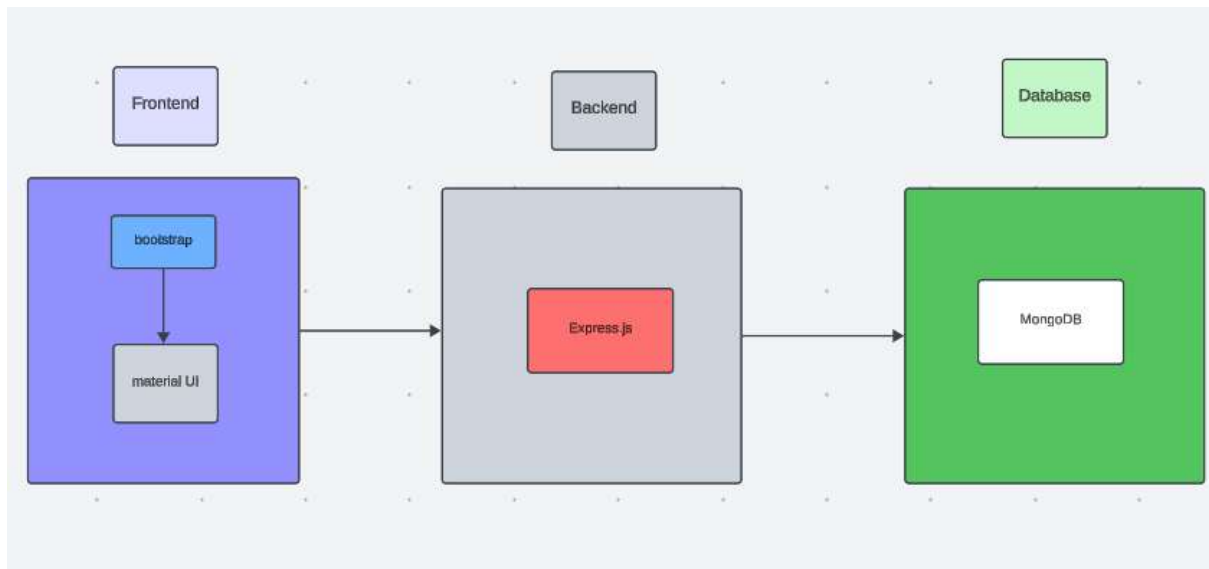 Frontend
Backend
Database
bootstrap
material UI
Express.js
MongoDB